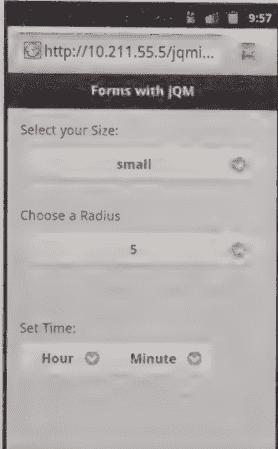 9:57
http://10.211.55.5/jqmi...
Forms with jQM
Select your Size:
small
Choose a Radius
5
Set Time:
Hour Minute